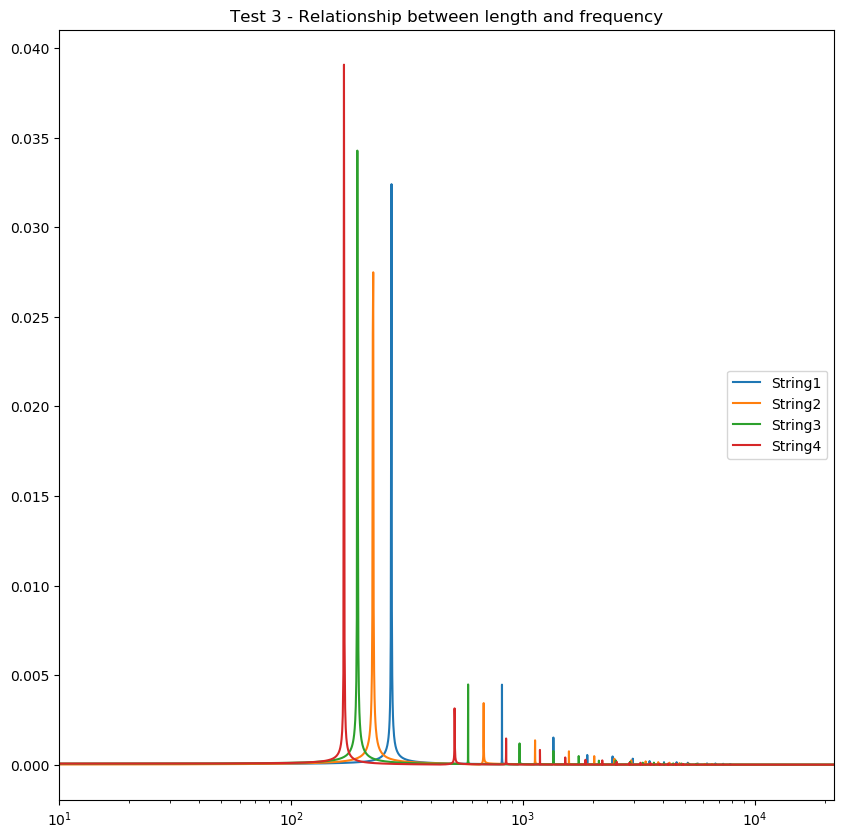 Test 3 - Relationship between length and frequency
0.040
0.035
0.030
0.025
0.020
0.015
0.010
0.005
0.000
String1
String2
String3
String4
10¹ 10² 10³ 10⁴